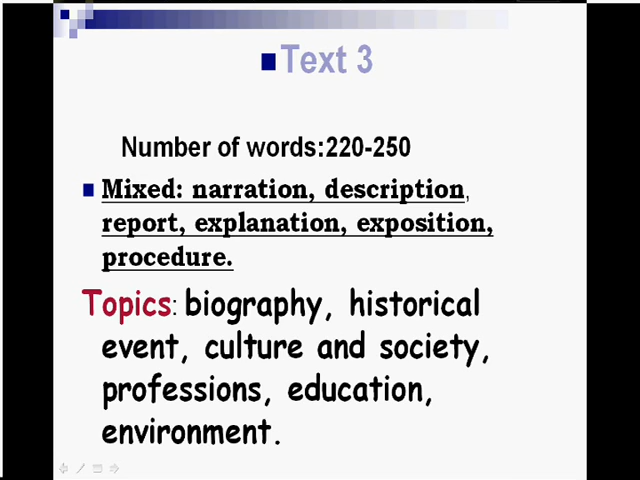 Text 3
Number of words:220-250
Mixed: narration, description,
report, explanation, exposition,
procedure.
Topics: biography, historical
event, culture and society,
professions, education,
environment.